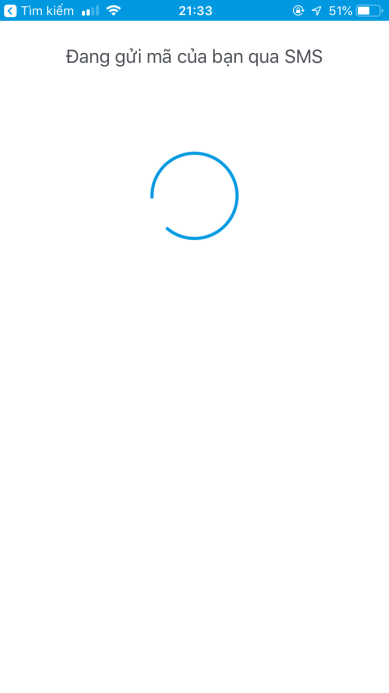 Tìm kiếm 21:33 51%
Đang gửi mã của bạn qua SMS